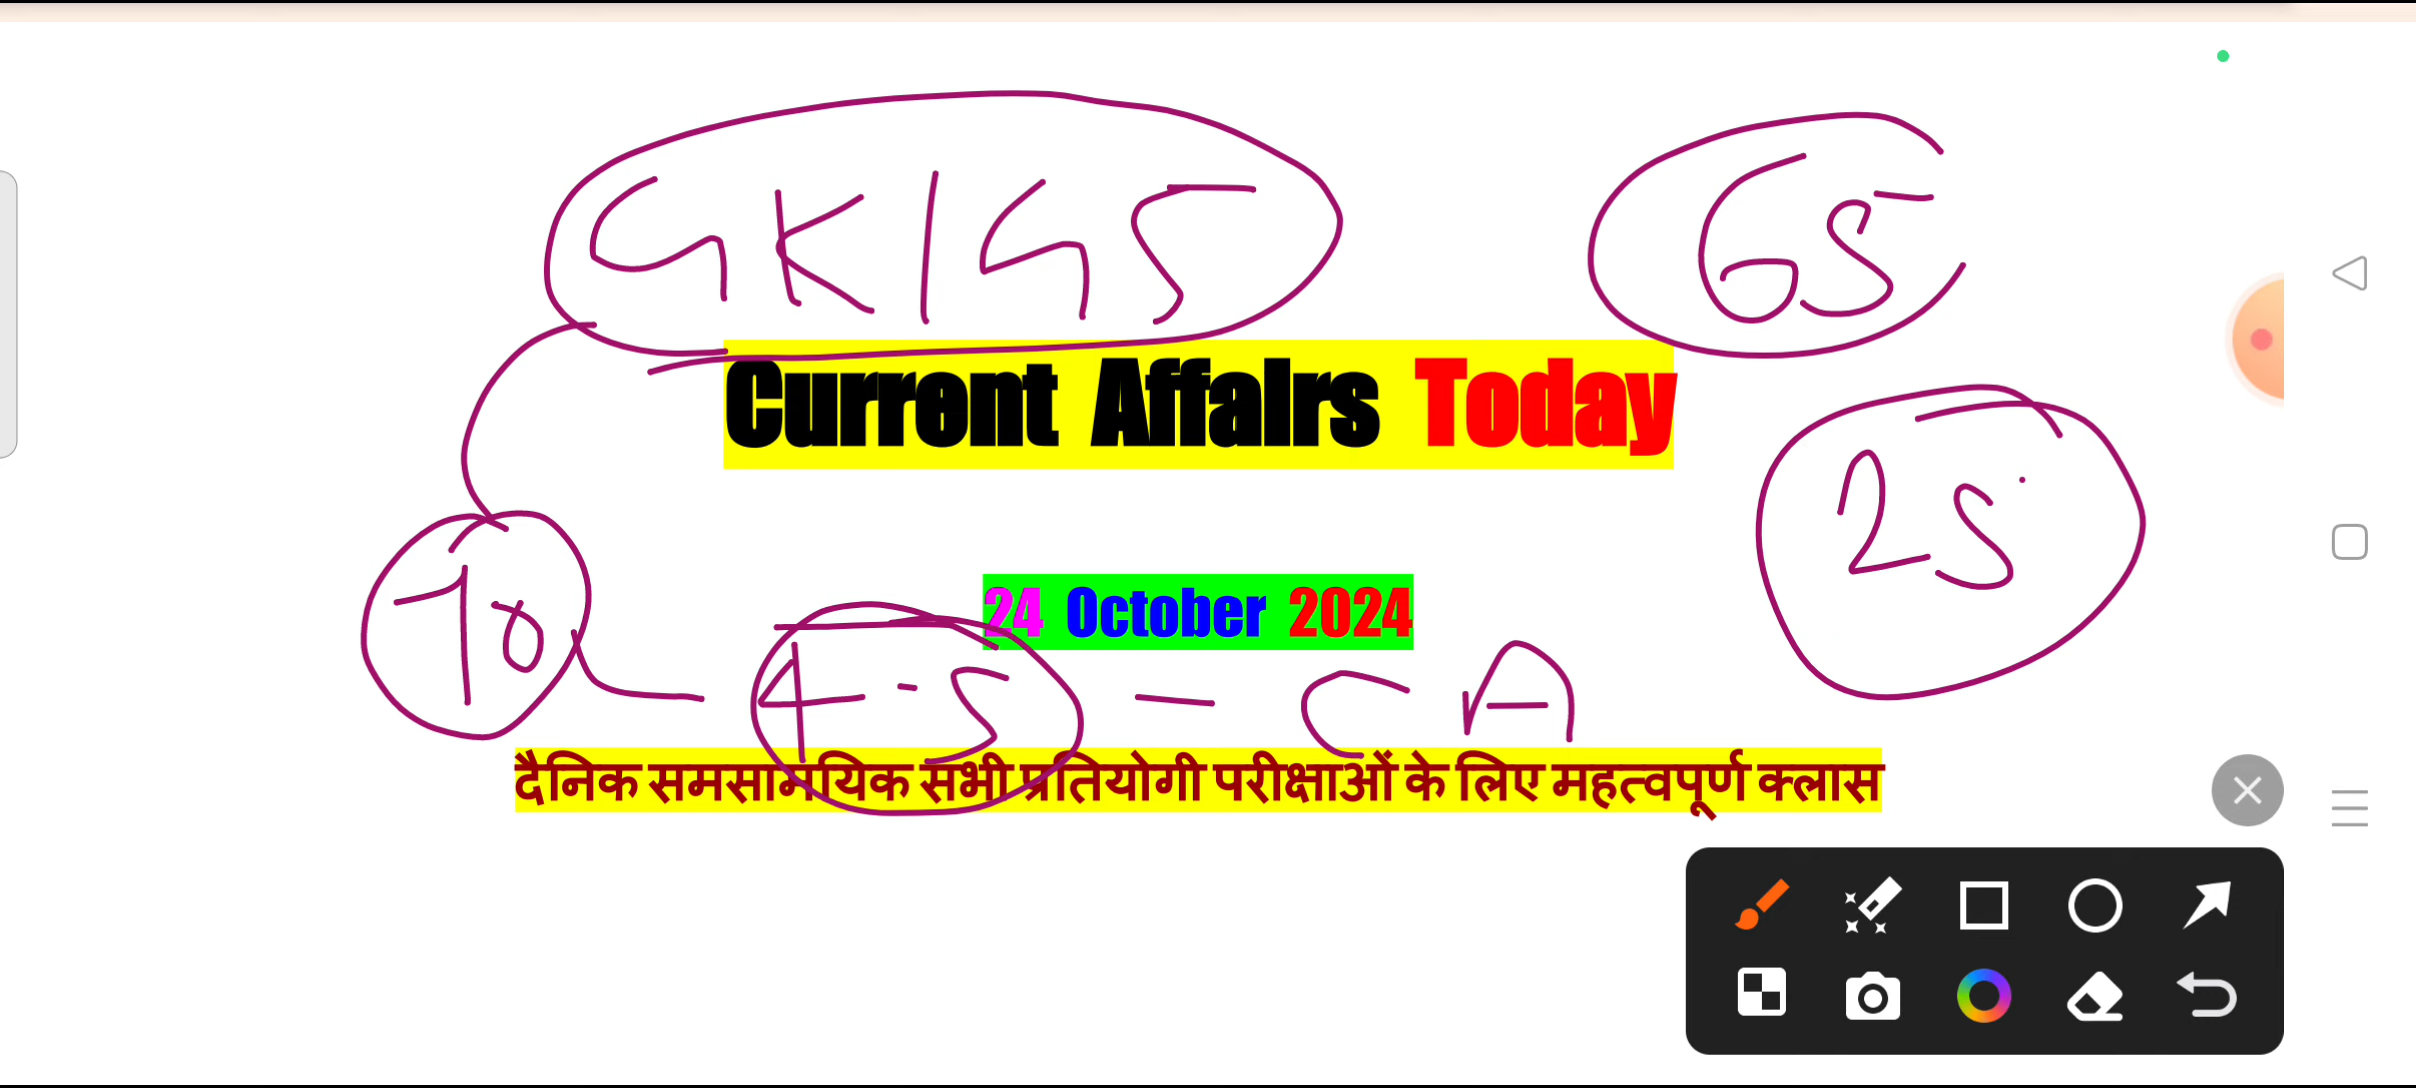 GK/GS GS
Current Affairs Today
25
10
24 October 2024
4-5 - CA
दैनिक समसामयिक सभी प्रतियोगी परीक्षाओं के लिए महत्वपूर्ण क्लास